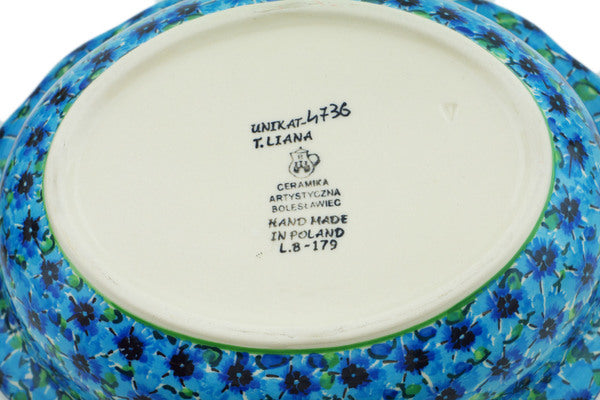 UNIKAT-4736
T.LIANA
CERAMIKA
ARTYSTYCZNA
BOLESŁAWIEC
HAND MADE
IN POLAND
L.B-179